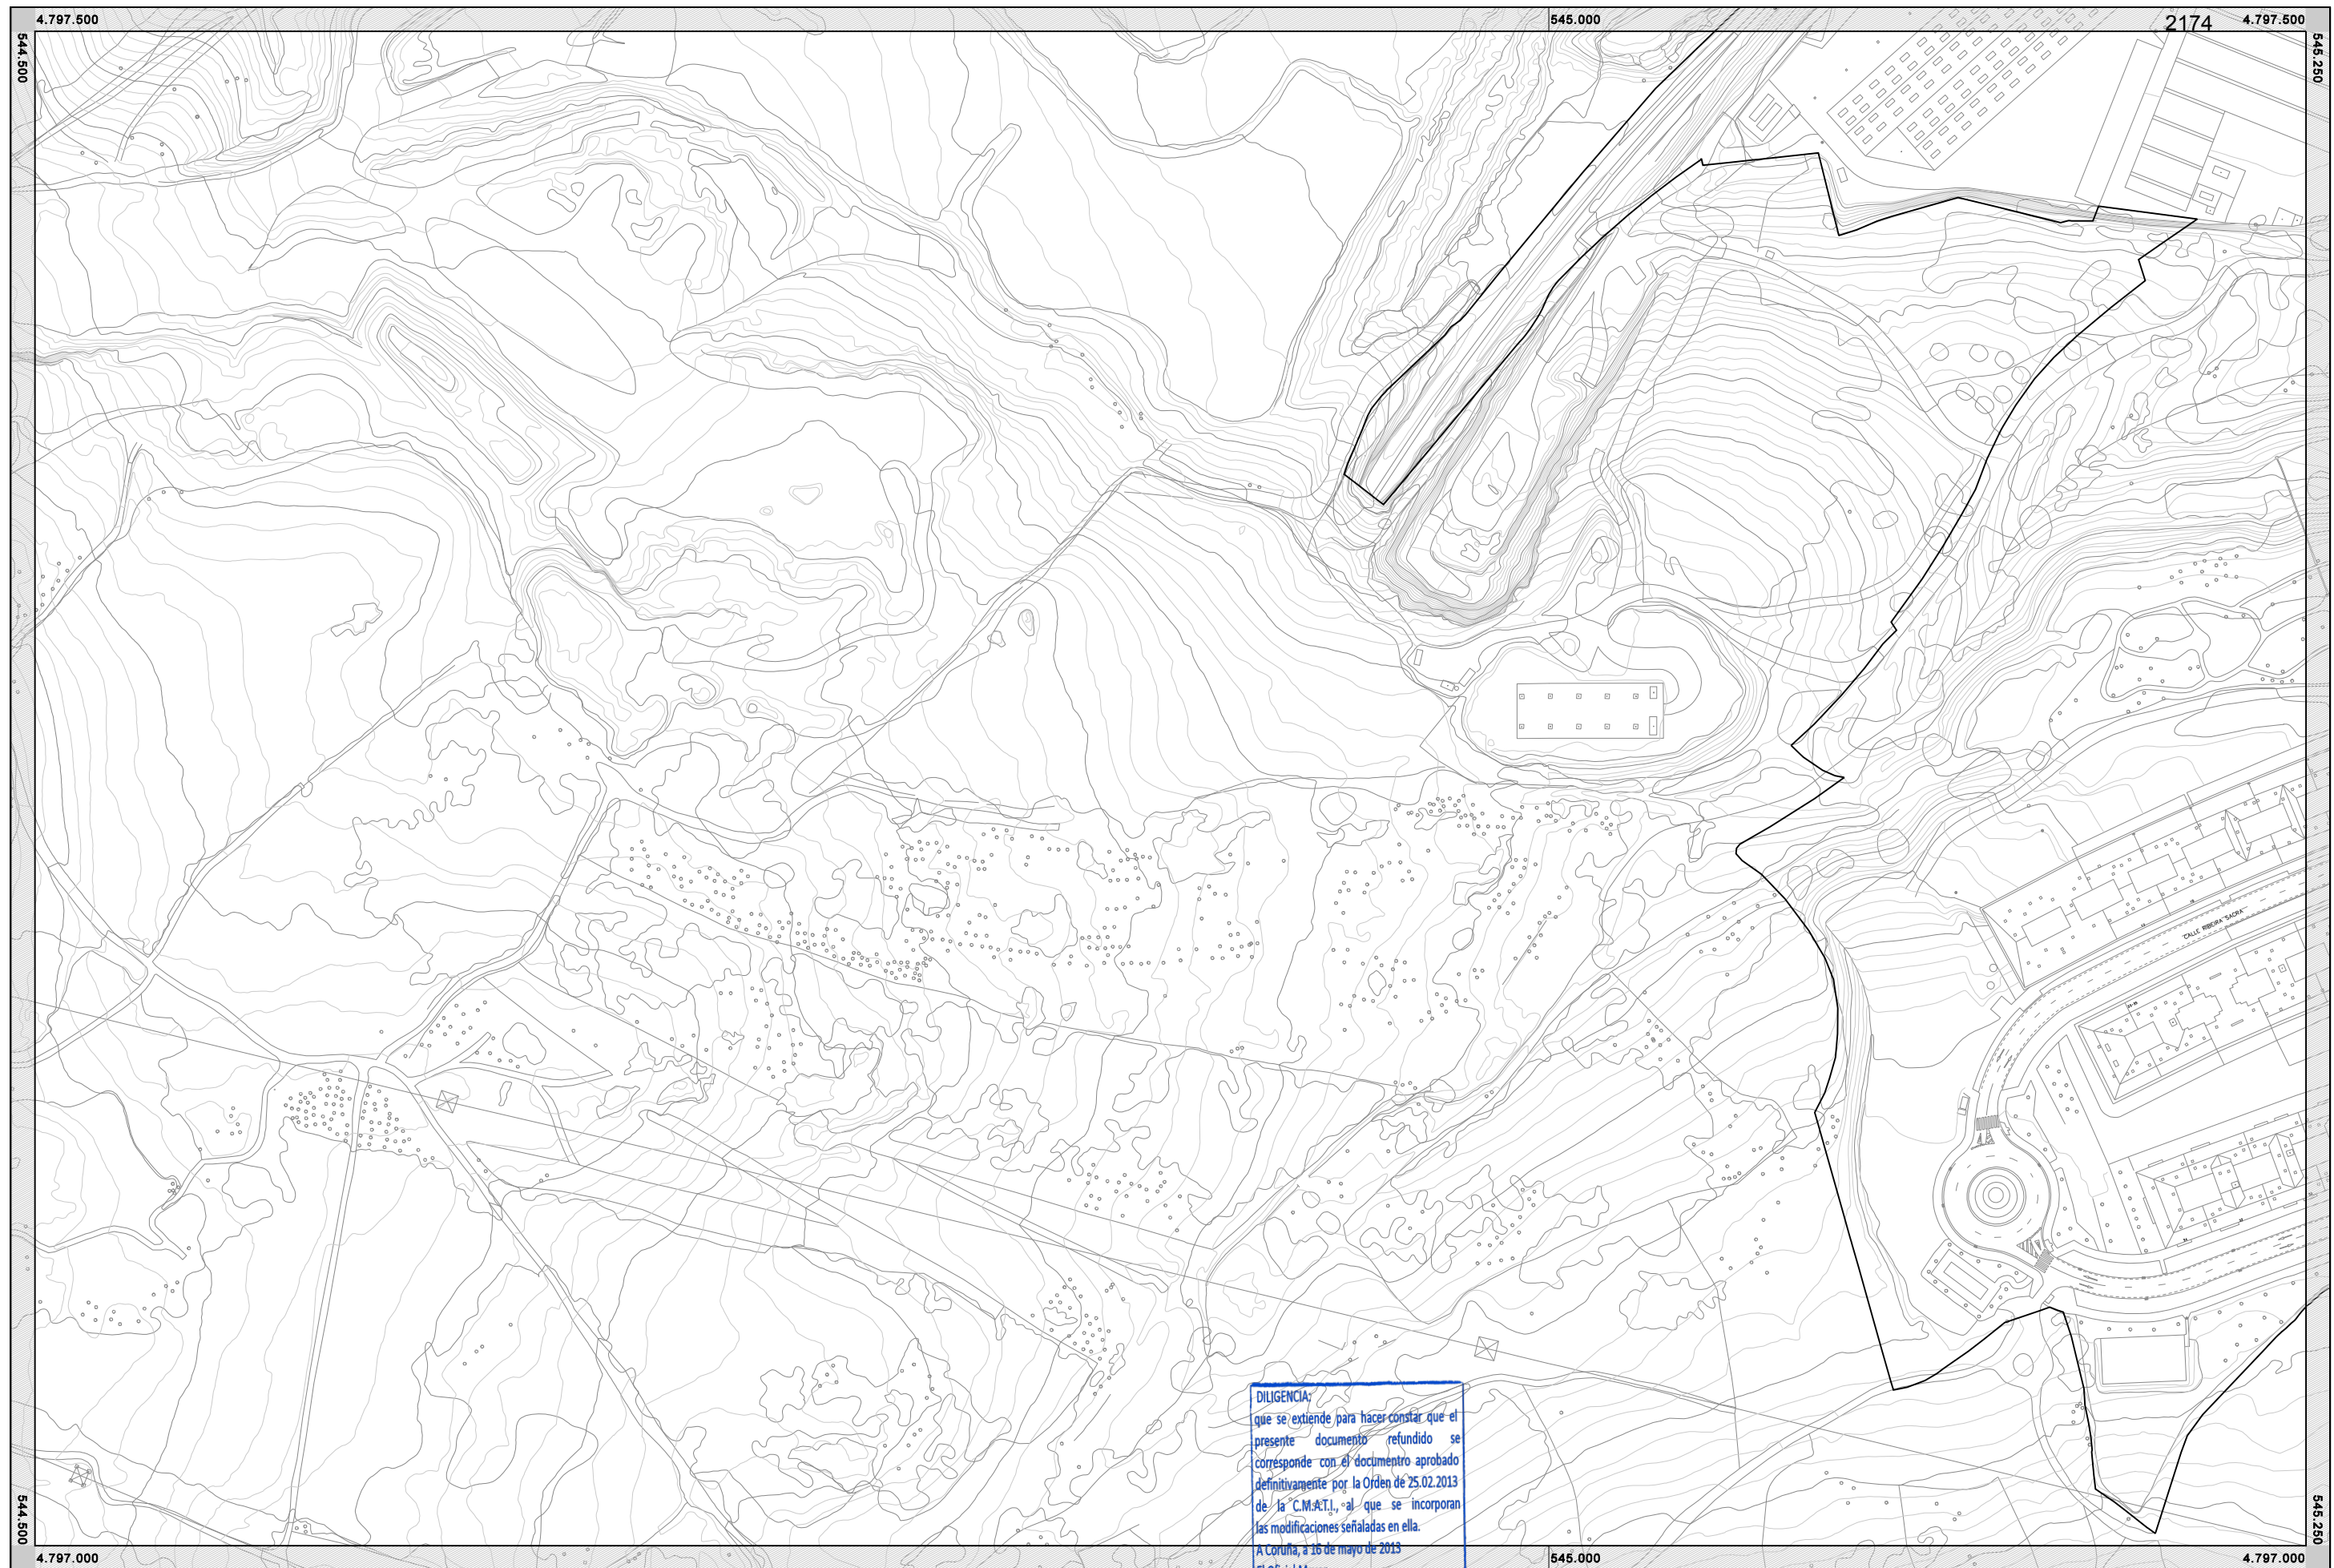 4.797.500
545.000
2174
4.797.500
544.500
545.250
CALLE RIBEIRA SACRA
DILIGENCIA:
que se extiende para hacer constar que el
presente documento refundido se
corresponde con el documentro aprobado
definitivamente por la Orden de 25.02.2013
de la C.M.A.T.I., al que se incorporan
las modificaciones señaladas en ella.
A Coruña, a 16 de mayo de 2013
544.500
545.250
4.797.000
545.000
4.797.000